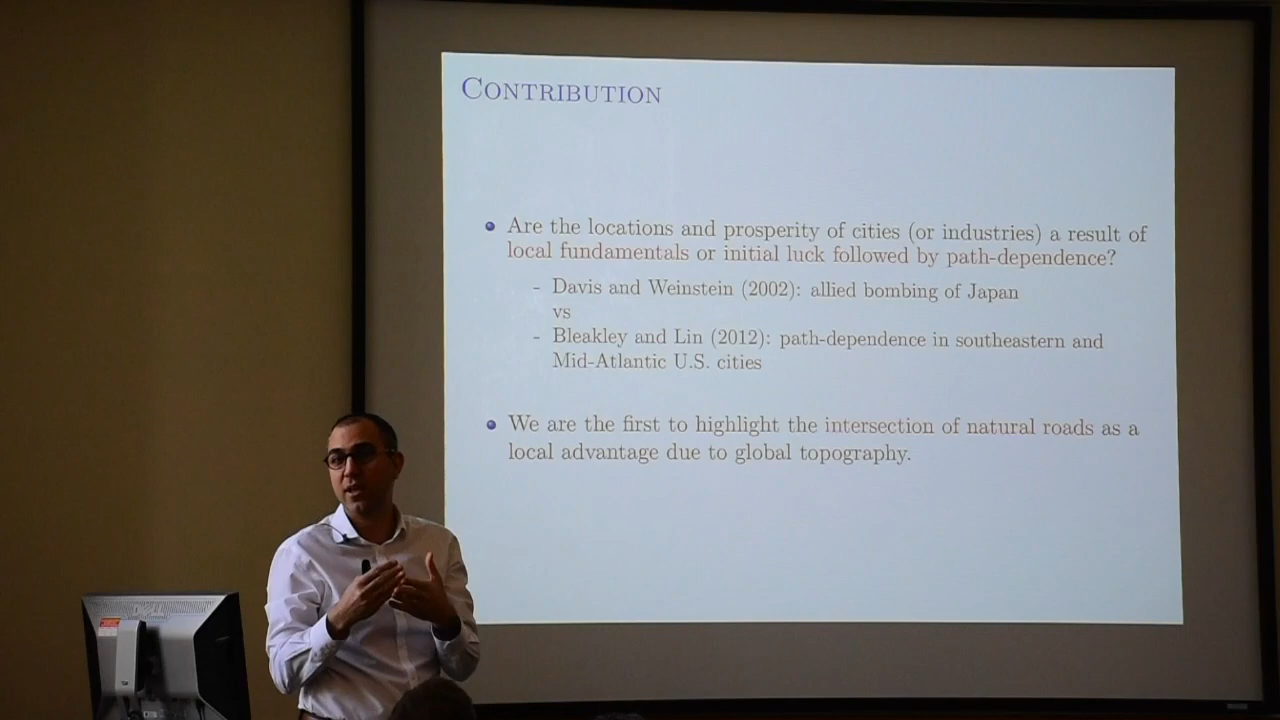 CONTRIBUTION
Are the locations and prosperity of cities (or industries) a result of
local fundamentals or initial luck followed by path-dependence?
- Davis and Weinstein (2002): allied bombing of Japan
vs
- Bleakley and Lin (2012): path-dependence in southeastern and
Mid-Atlantic U.S. cities
We are the first to highlight the intersection of natural roads as a
local advantage due to global topography.
DELL